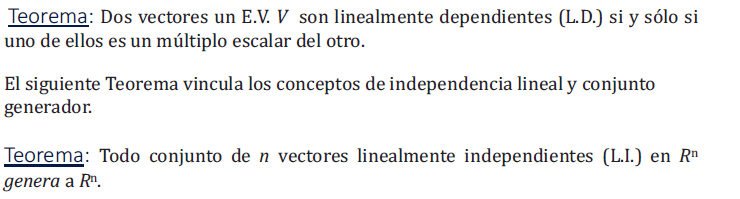 Teorema: Dos vectores un E.V. V son linealmente dependientes (L.D.) si y sólo si
uno de ellos es un múltiplo escalar del otro.
El siguiente Teorema vincula los conceptos de independencia lineal y conjunto
generador.
Teorema: Todo conjunto de n vectores linealmente independientes (L.I.) en Rⁿ
genera a Rⁿ.